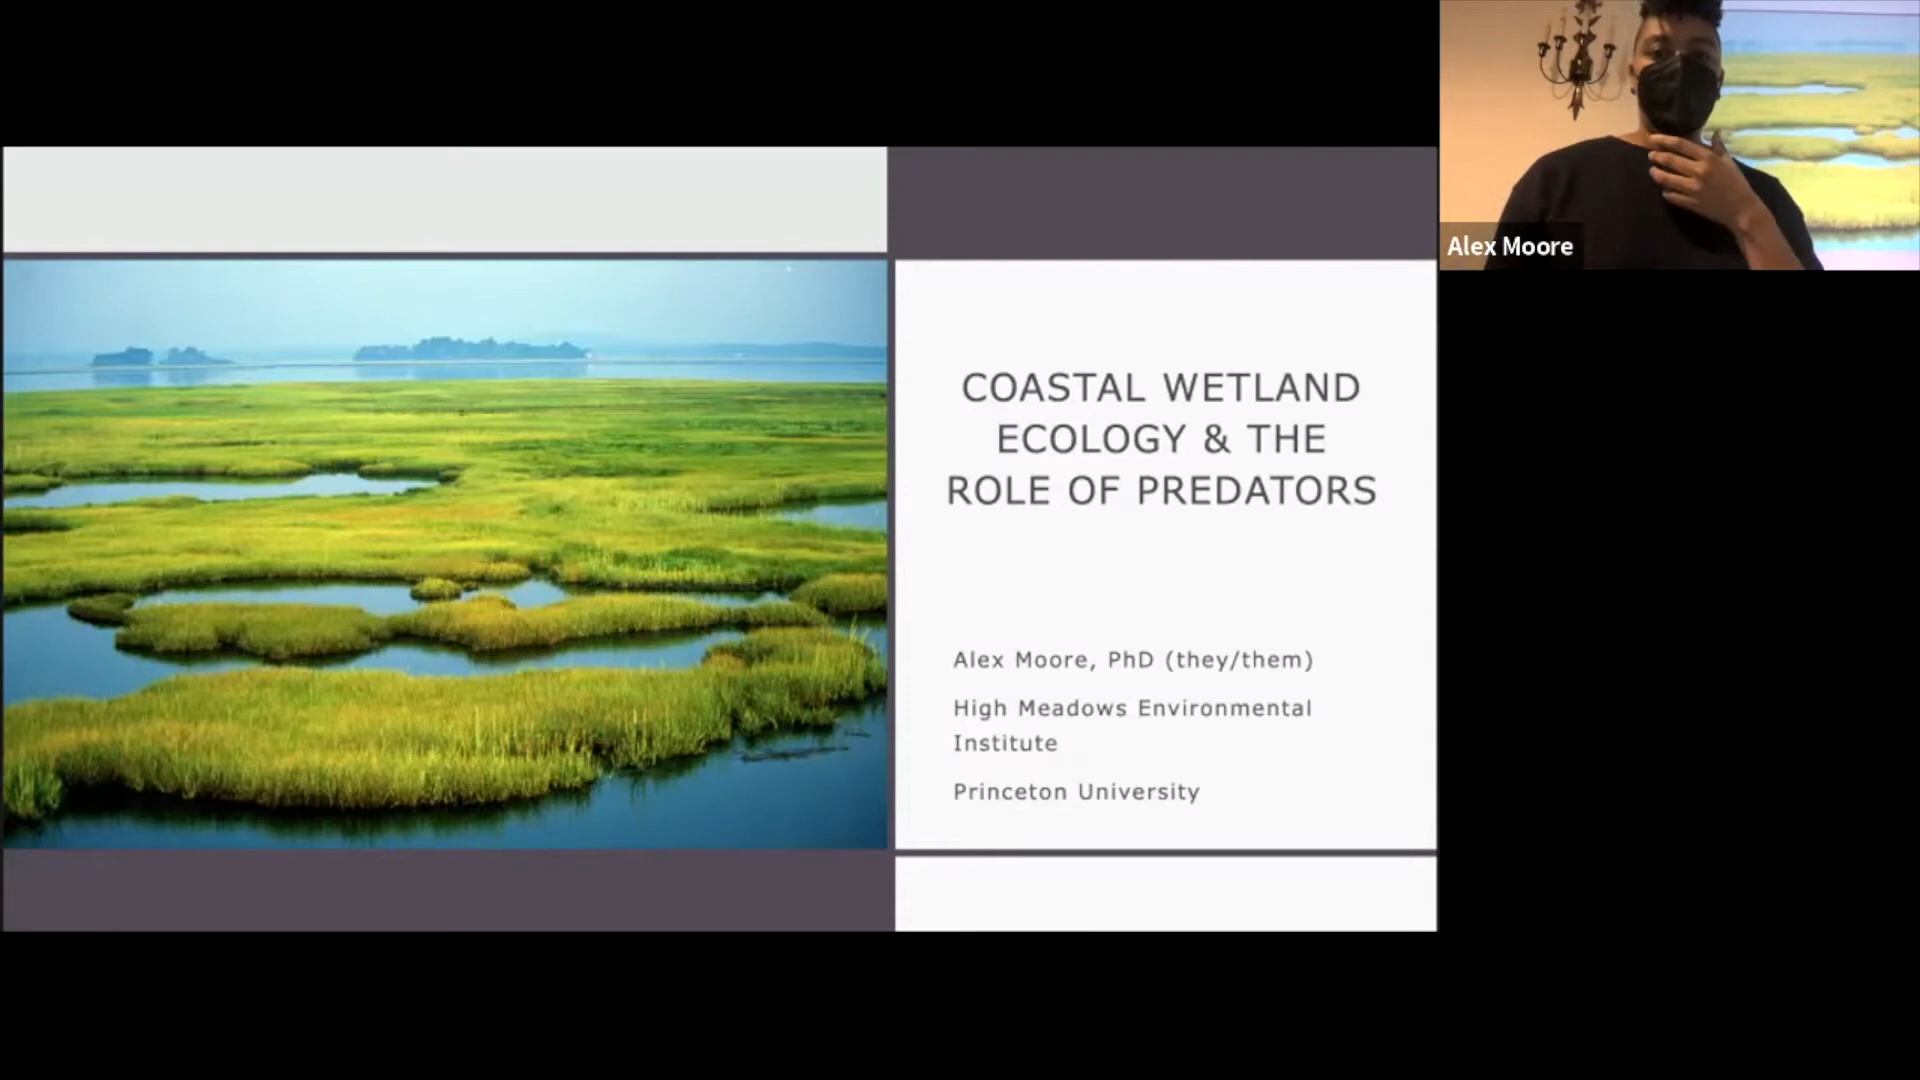 COASTAL WETLAND
ECOLOGY & THE
ROLE OF PREDATORS
Alex Moore, PhD (they/them)
High Meadows Environmental
Institute
Princeton University
Alex Moore